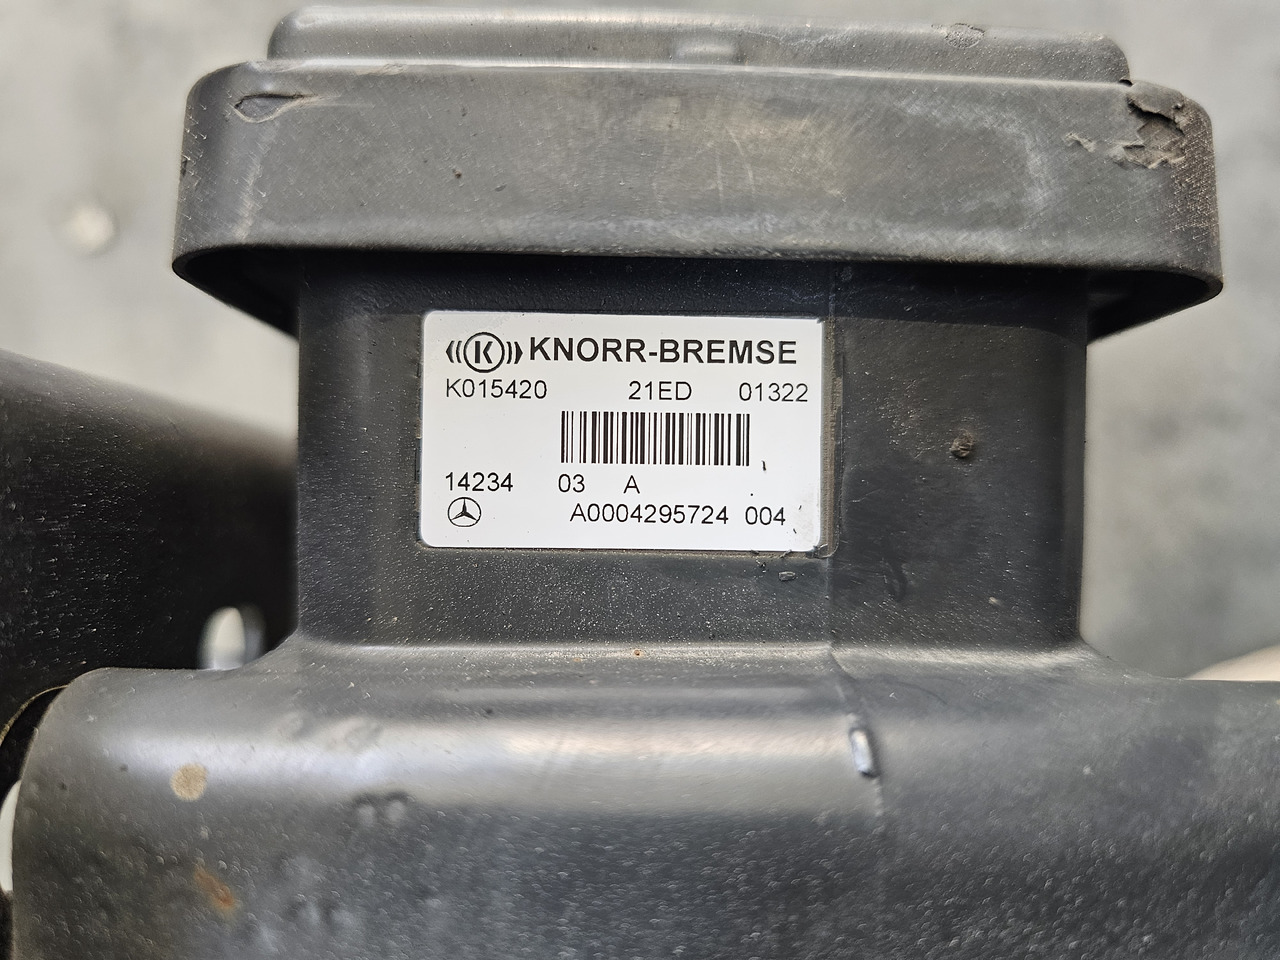 K KNORR-BREMSE
K015420 21ED 01322
14234 03 A
A0004295724 004